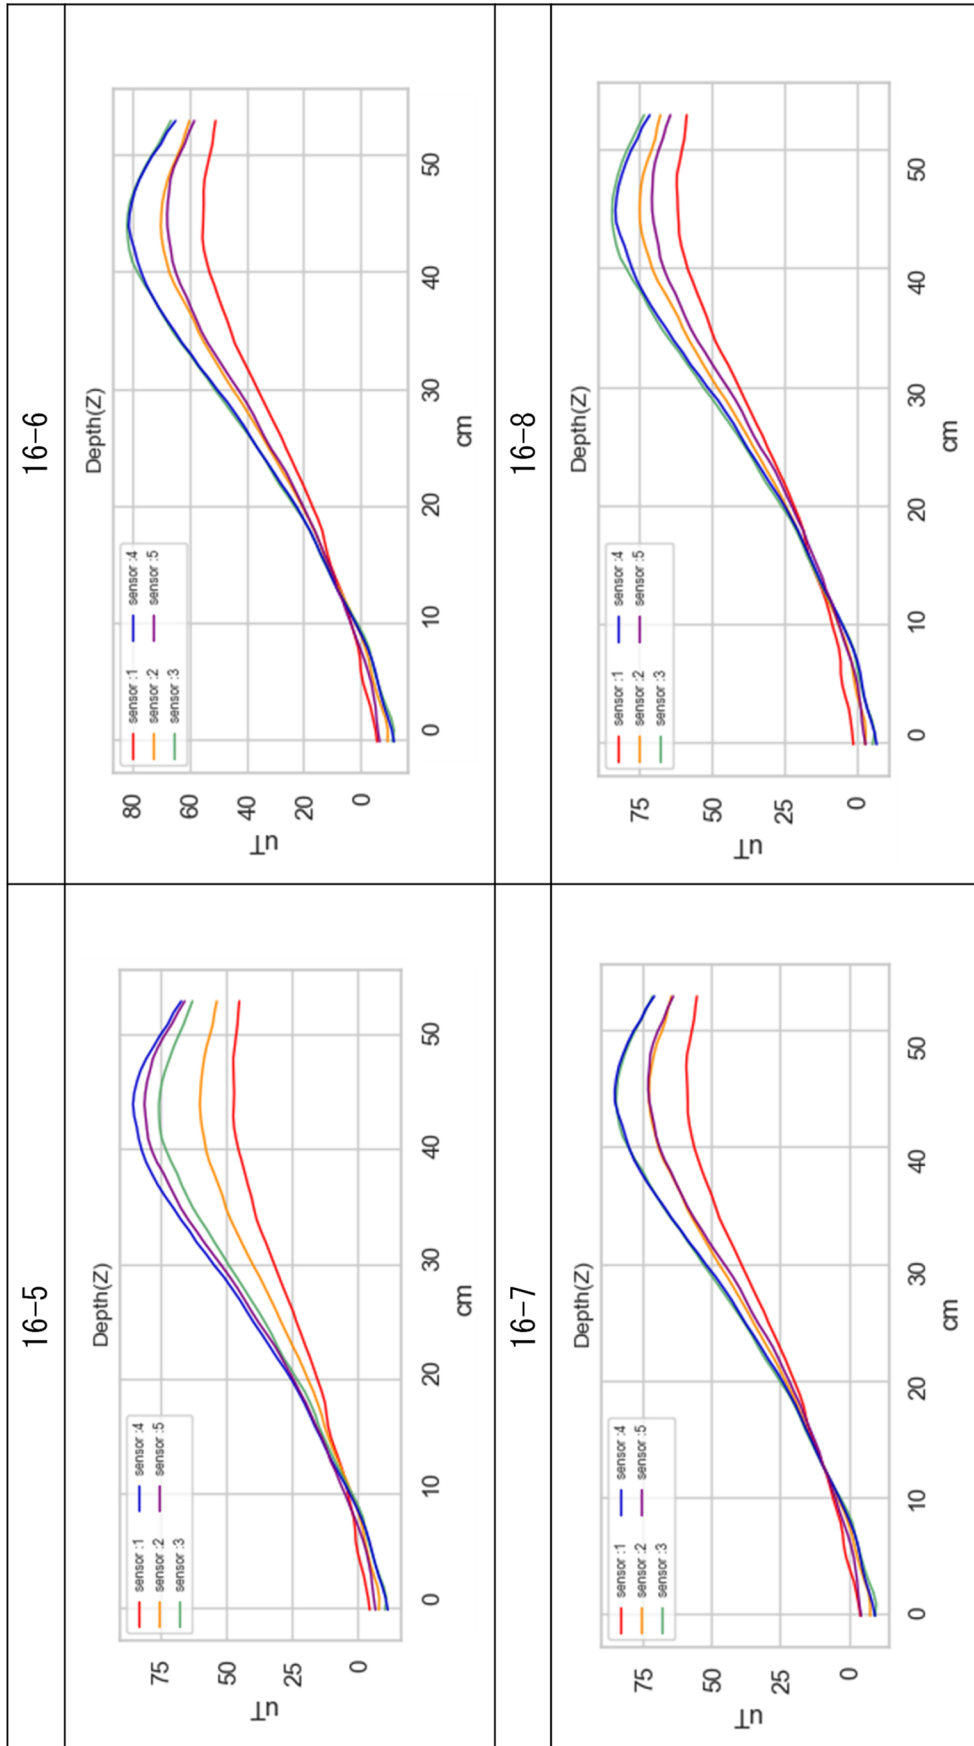 16-5
Depth(Z)
sensor :1 sensor :4
sensor :2 sensor :5
sensor :3
75
50
25
0
uT
0 10 20 30 40 50
cm
16-6
Depth(Z)
sensor :1 sensor :4
sensor :2 sensor :5
sensor :3
80
60
40
20
0
uT
0 10 20 30 40 50
cm
16-7
Depth(Z)
sensor :1 sensor :4
sensor :2 sensor :5
sensor :3
75
50
25
0
uT
0 10 20 30 40 50
cm
16-8
Depth(Z)
sensor :1 sensor :4
sensor :2 sensor :5
sensor :3
75
50
25
0
uT
0 10 20 30 40 50
cm